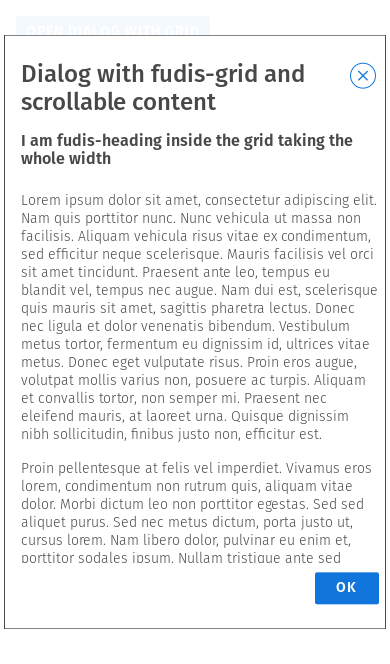 OPEN DIALOG WITH GRID
Dialog with fudis-grid and
scrollable content
I am fudis-heading inside the grid taking the
whole width
Lorem ipsum dolor sit amet, consectetur adipiscing elit.
Nam quis porttitor nunc. Nunc vehicula ut massa non
facilisis. Aliquam vehicula risus vitae ex condimentum,
sed efficitur neque scelerisque. Mauris facilisis vel orci
sit amet tincidunt. Praesent ante leo, tempus eu
blandit vel, tempus nec augue. Nam dui est, scelerisque
quis mauris sit amet, sagittis pharetra lectus. Donec
nec ligula et dolor venenatis bibendum. Vestibulum
metus tortor, fermentum eu dignissim id, ultrices vitae
metus. Donec eget vulputate risus. Proin eros augue,
volutpat mollis varius non, posuere ac turpis. Aliquam
et convallis tortor, non semper mi. Praesent nec
eleifend mauris, at laoreet urna. Quisque dignissim
nibh sollicitudin, finibus justo non, efficitur est.
Proin pellentesque at felis vel imperdiet. Vivamus eros
lorem, condimentum non rutrum quis, aliquam vitae
dolor. Morbi dictum leo non porttitor egestas. Sed sed
aliquet purus. Sed nec metus dictum, porta justo ut,
cursus lorem. Nam libero dolor, pulvinar eu enim et,
porttitor sodales ipsum. Nullam tristique ante sed
OK